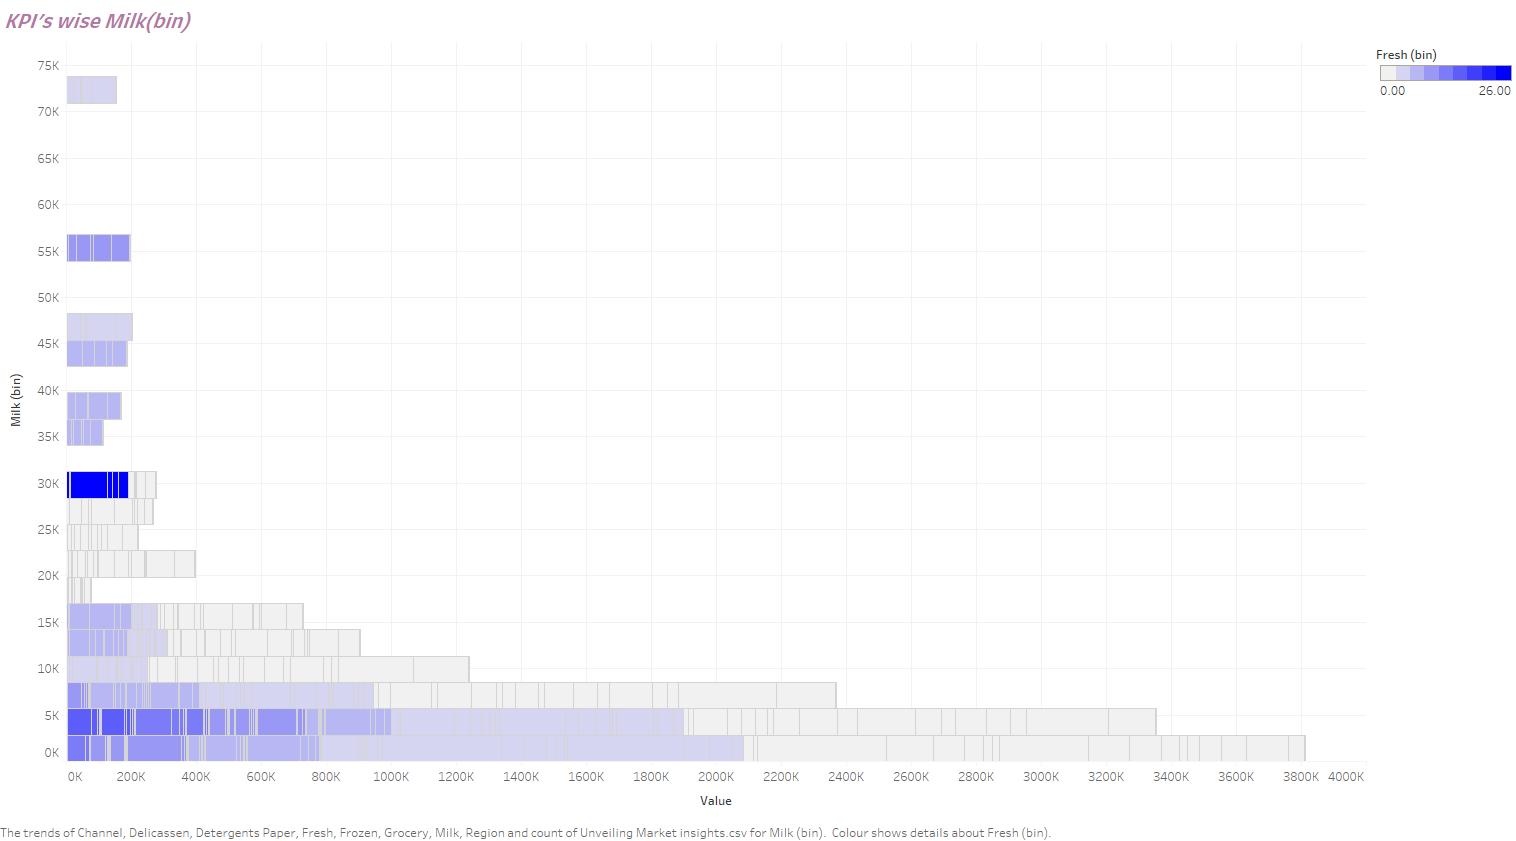 KPI's wise Milk(bin)
Fresh (bin)
0.00 26.00
75K
70K
65K
60K
55K
50K
45K
40K
35K
30K
25K
20K
15K
10K
5K
0K
Milk (bin)
0K 200K 400K 600K 800K 1000K 1200K 1400K 1600K 1800K 2000K 2200K 2400K 2600K 2800K 3000K 3200K 3400K 3600K 3800K 4000K
Value
The trends of Channel, Delicassen, Detergents Paper, Fresh, Frozen, Grocery, Milk, Region and count of Unveiling Market insights.csv for Milk (bin). Colour shows details about Fresh (bin).